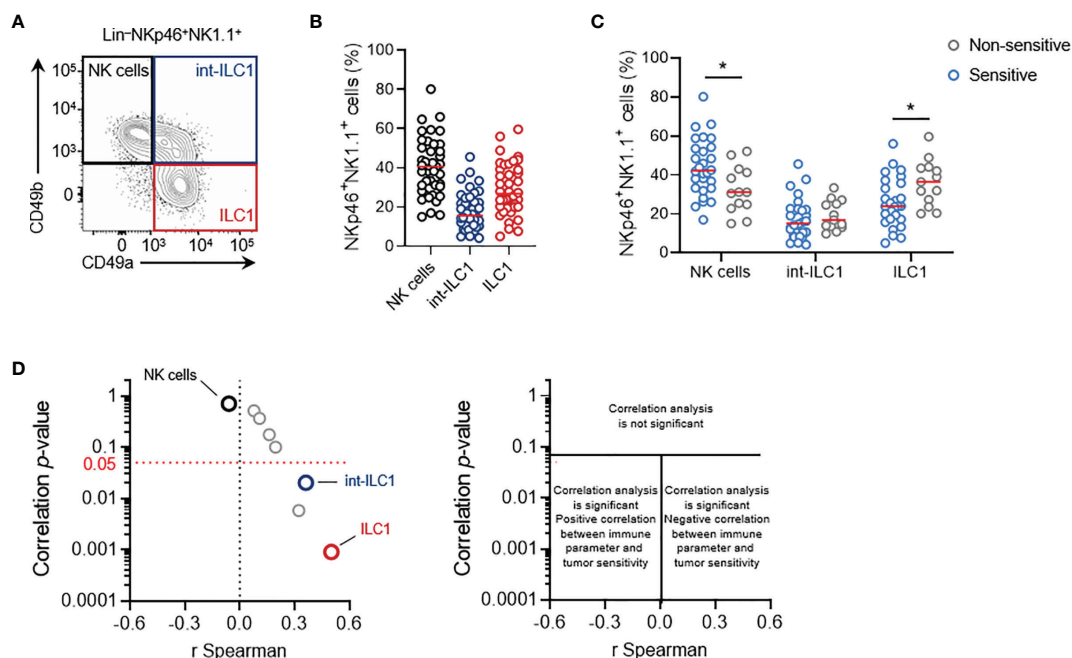 A
Lin–NKp46+NK1.1+
NK cells
int-ILC1
ILC1
10⁵
10⁴
10³
0
CD49b
0
10³
10⁴
10⁵
CD49a
B
NKp46+NK1.1+ cells (%)
100
80
60
40
20
0
NK cells
int-ILC1
ILC1
C
NKp46+NK1.1+ cells (%)
100
80
60
40
20
0
*
*
NK cells
int-ILC1
ILC1
Non-sensitive
Sensitive
D
Correlation p-value
1
0.1
0.05
0.01
0.001
0.0001
NK cells
int-ILC1
ILC1
-0.6
-0.3
0.0
0.3
0.6
r Spearman
Correlation p-value
1
0.1
0.01
0.001
0.0001
Correlation analysis
is not significant
Correlation analysis
is significant
Positive correlation
between immune
parameter and
tumor sensitivity
Correlation analysis
is significant
Negative correlation
between immune
parameter and
tumor sensitivity
-0.6
-0.3
0.0
0.3
0.6
r Spearman